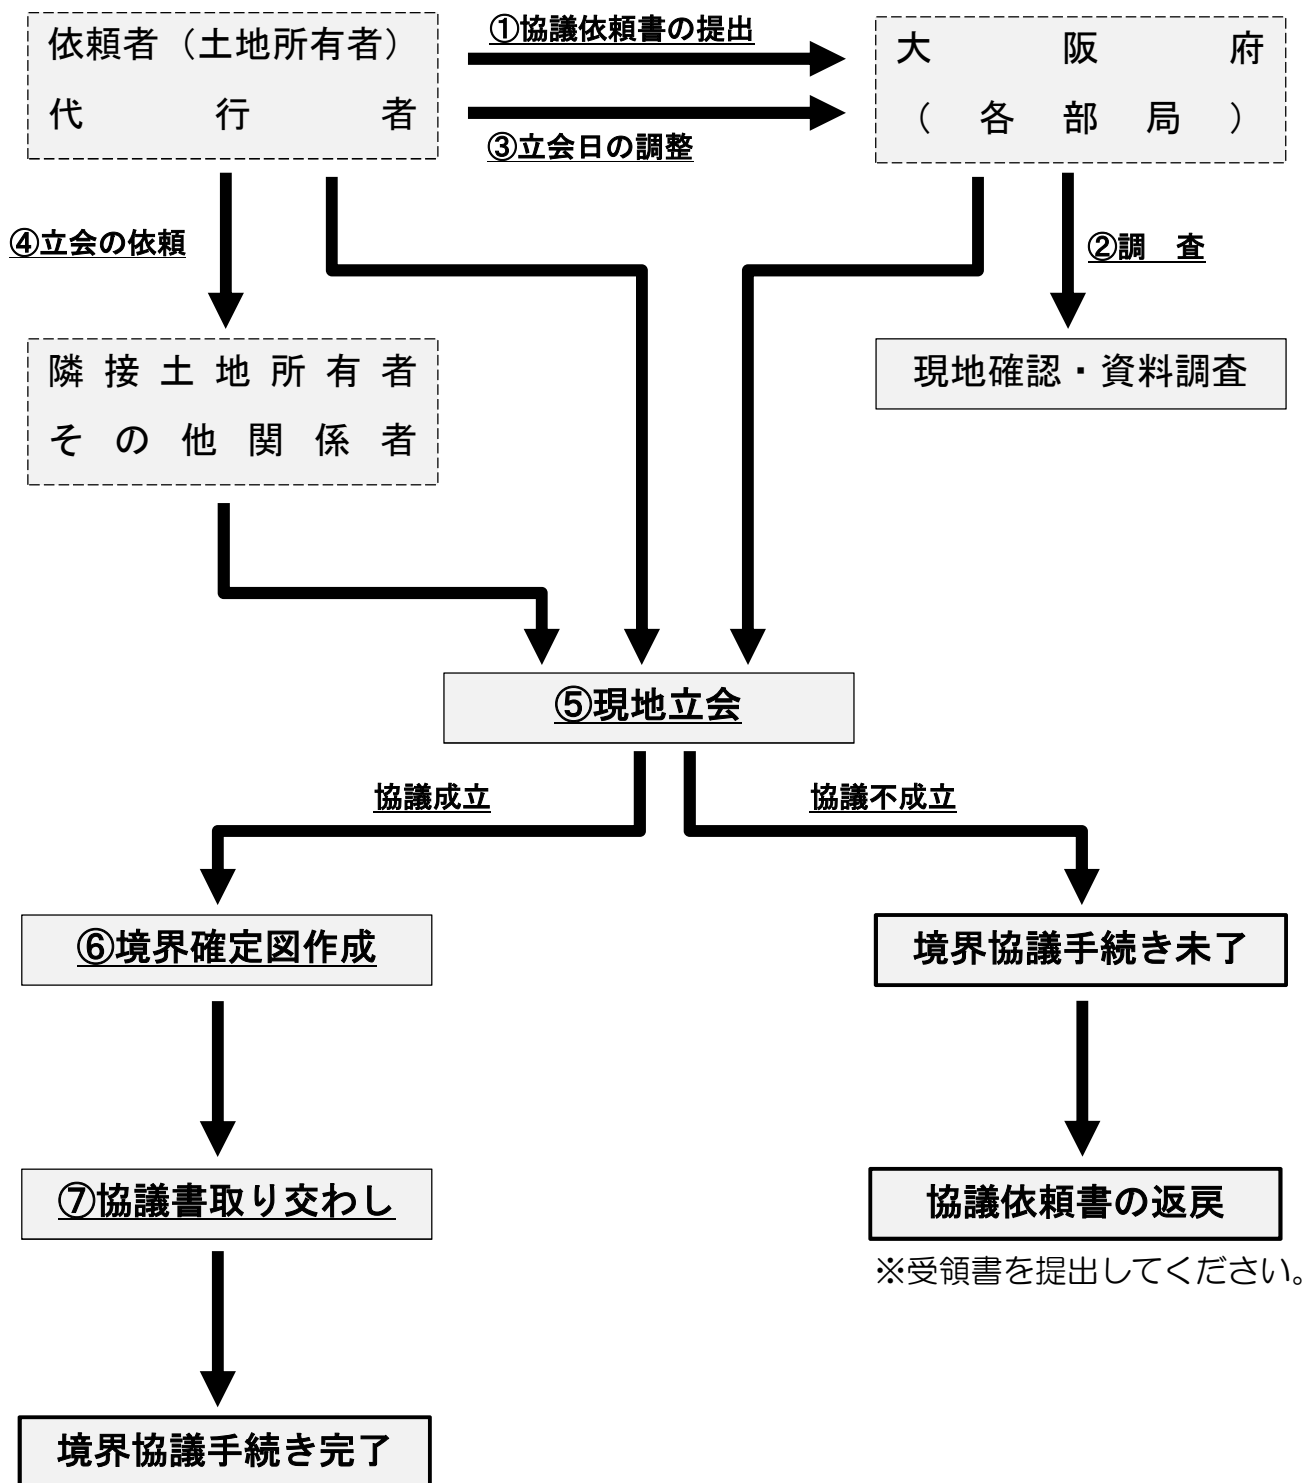 依頼者（土地所有者）
代行者
①協議依頼書の提出
③立会日の調整
大阪府
（各部局）
④立会の依頼
②調　査
隣接土地所有者
その他関係者
現地確認・資料調査
⑤現地立会
協議成立
協議不成立
⑥境界確定図作成
境界協議手続き未了
⑦協議書取り交わし
協議依頼書の返戻
※受領書を提出してください。
境界協議手続き完了